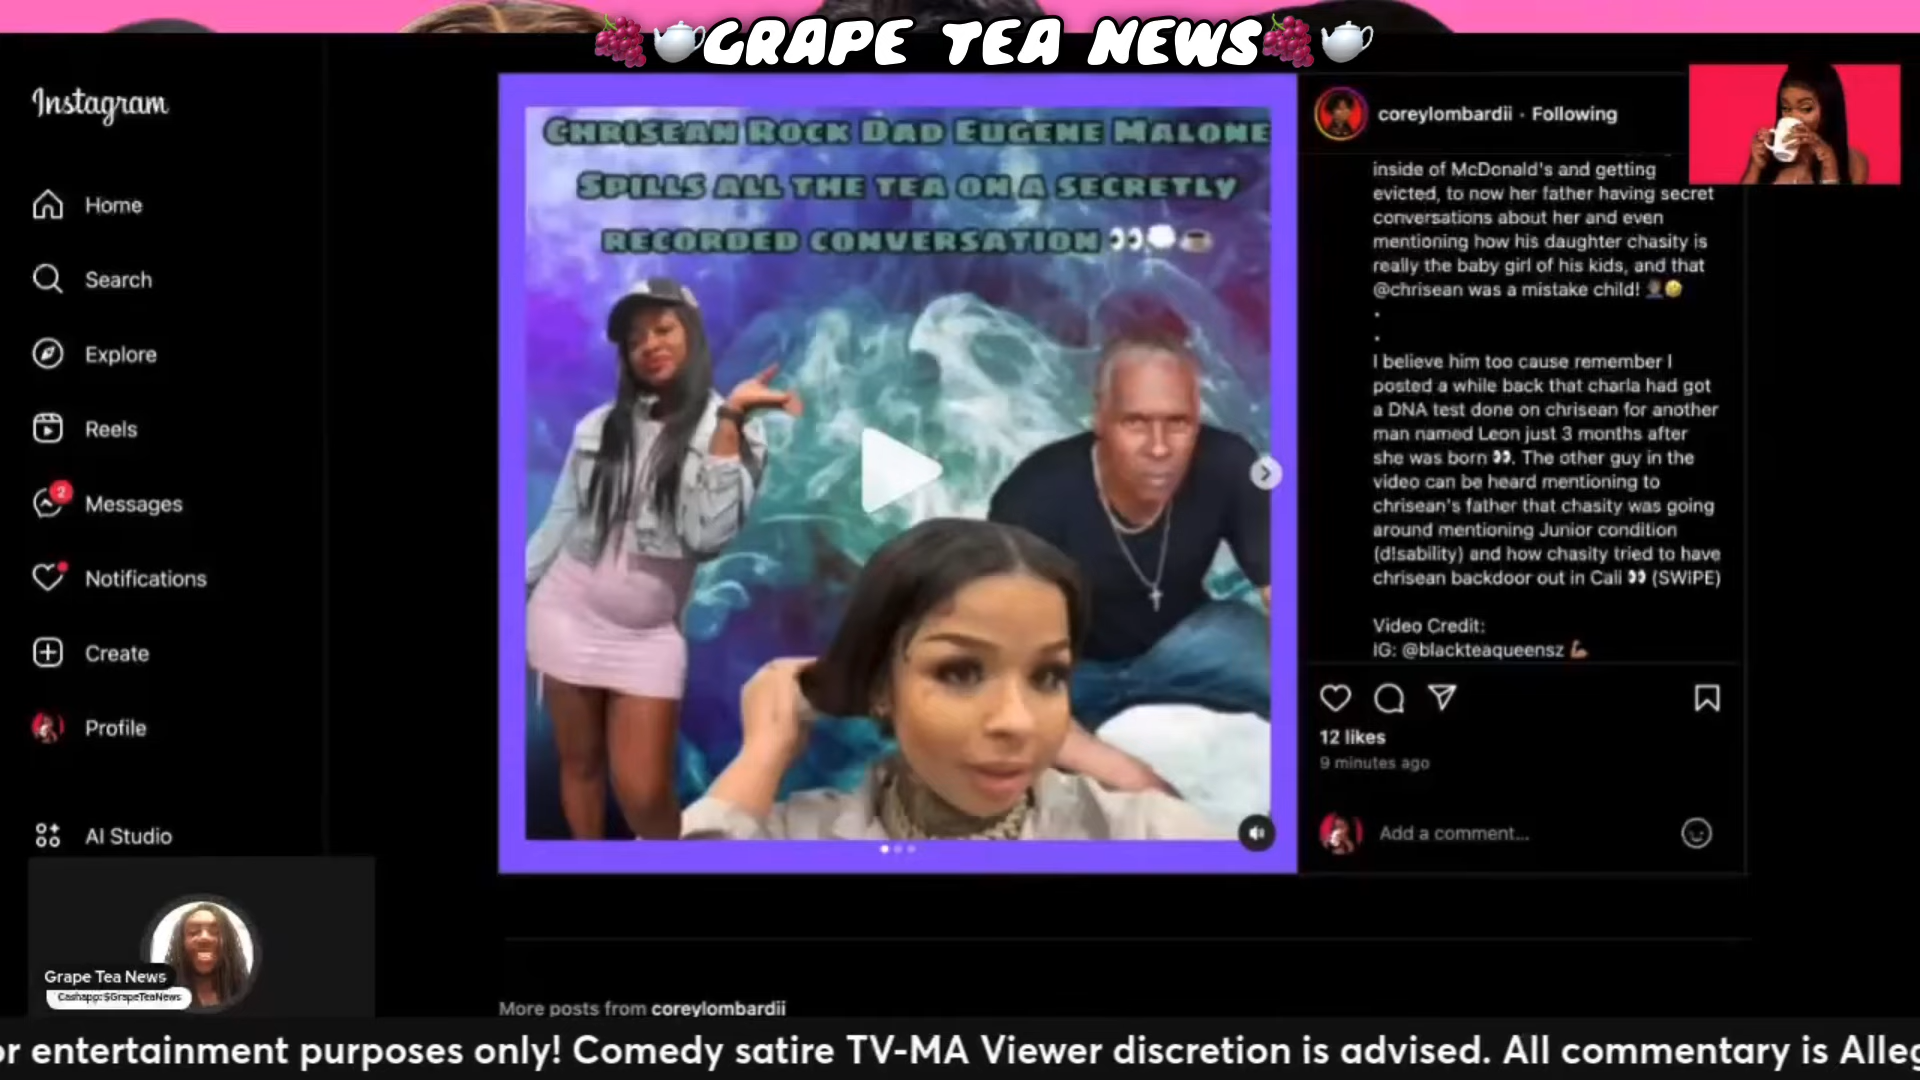 GRAPE TEA NEWS
Instagram
Home
Search
Explore
Reels
2
Messages
Notifications
Create
Profile
AI Studio
Grape Tea News
Cashapp: $GrapeTeaNews
Chrisean Rock Dad Eugene Malone
Spills all the tea on a secretly
recorded conversation 👀💭☕
coreylombardii · Following
inside of McDonald's and getting
evicted, to now her father having secret
conversations about her and even
mentioning how his daughter chasity is
really the baby girl of his kids, and that
@chrisean was a mistake child! 🤦🏾‍♂️🤣
.
.
I believe him too cause remember I
posted a while back that charla had got
a DNA test done on chrisean for another
man named Leon just 3 months after
she was born 👀. The other guy in the
video can be heard mentioning to
chrisean's father that chasity was going
around mentioning Junior condition
(d!sability) and how chasity tried to have
chrisean backdoor out in Cali 👀 (SWIPE)
Video Credit:
IG: @blackteaqueensz 💪🏾
12 likes
9 minutes ago
Add a comment...
More posts from coreylombardii
or entertainment purposes only! Comedy satire TV-MA Viewer discretion is advised. All commentary is Alleg